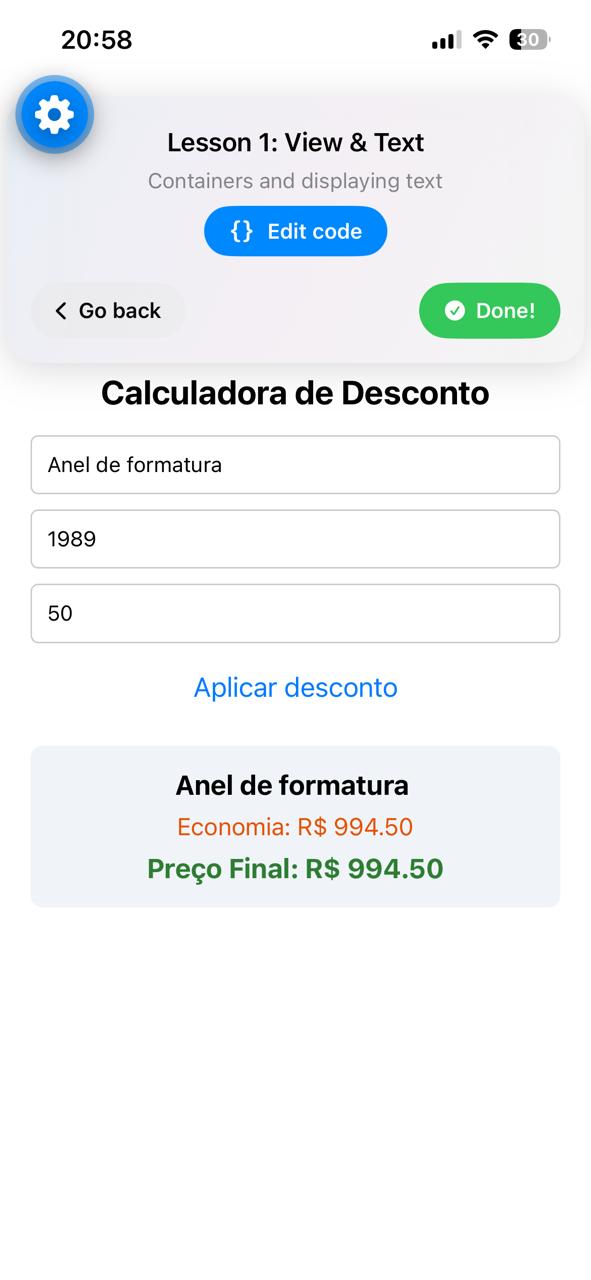 20:58
30
Lesson 1: View & Text
Containers and displaying text
{} Edit code
Go back
Done!
Calculadora de Desconto
Anel de formatura
1989
50
Aplicar desconto
Anel de formatura
Economia: R$ 994.50
Preço Final: R$ 994.50